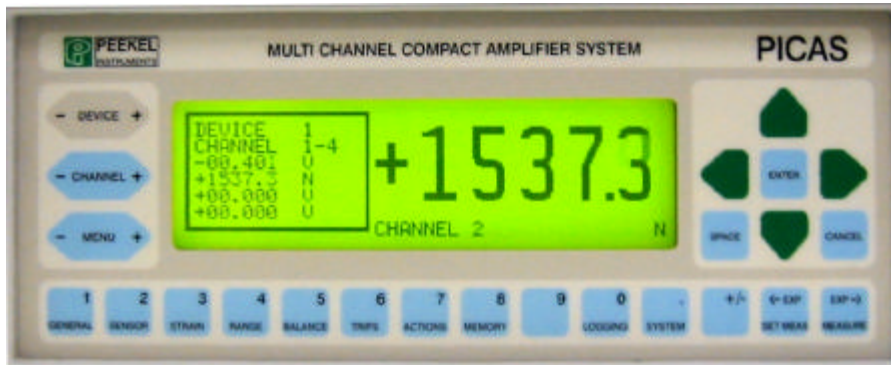 PEEKEL
INSTRUMENTS
MULTI CHANNEL COMPACT AMPLIFIER SYSTEM
PICAS
- DEVICE +
- CHANNEL +
- MENU +
DEVICE 1
CHANNEL 1-4
-00.401 V
+1537.3 N
+00.000 V
+00.000 V
+1537.3
CHANNEL 2 N
ENTER
SPACE
CANCEL
1 2 3 4 5 6 7 8 9 0 . +/- ←EXP EXP→
GENERAL SENSOR STRAIN RANGE BALANCE TRIPS ACTIONS MEMORY LOGGING SYSTEM SET MEAS MEASURE